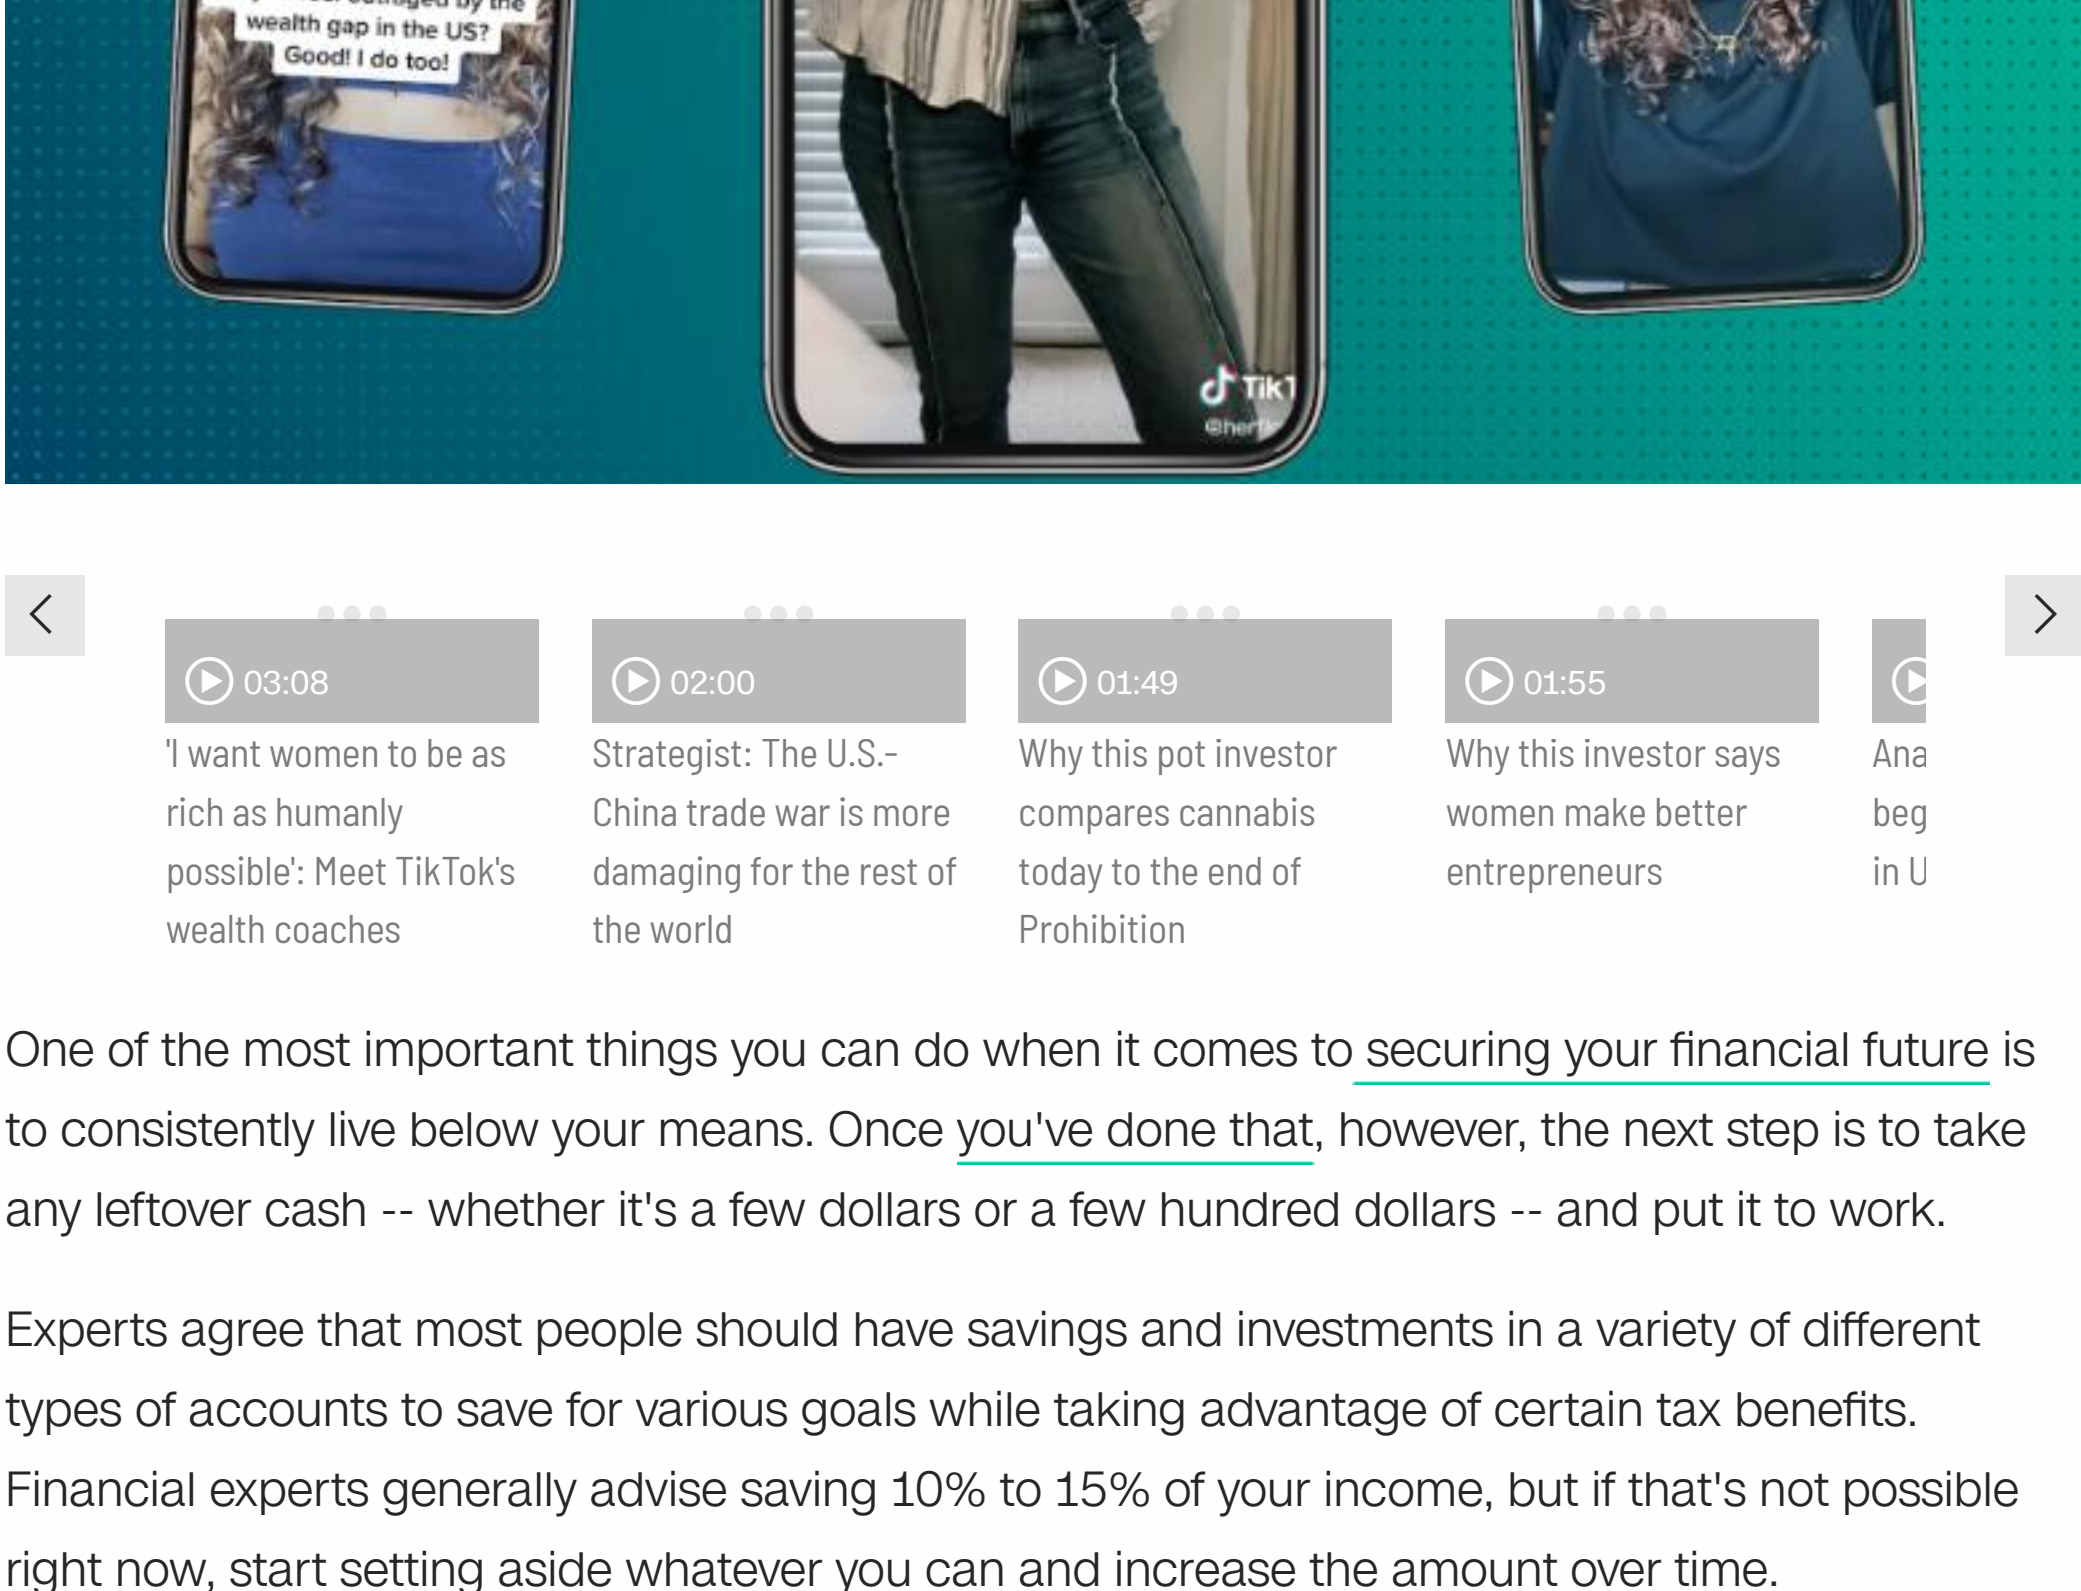 wealth gap in the US?
Good! I do too!
TikT
03:08
'I want women to be as
rich as humanly
possible': Meet TikTok's
wealth coaches
02:00
Strategist: The U.S.-
China trade war is more
damaging for the rest of
the world
01:49
Why this pot investor
compares cannabis
today to the end of
Prohibition
01:55
Why this investor says
women make better
entrepreneurs
Ana
beg
in U
One of the most important things you can do when it comes to securing your financial future is
to consistently live below your means. Once you've done that, however, the next step is to take
any leftover cash -- whether it's a few dollars or a few hundred dollars -- and put it to work.
Experts agree that most people should have savings and investments in a variety of different
types of accounts to save for various goals while taking advantage of certain tax benefits.
Financial experts generally advise saving 10% to 15% of your income, but if that's not possible
right now, start setting aside whatever you can and increase the amount over time.